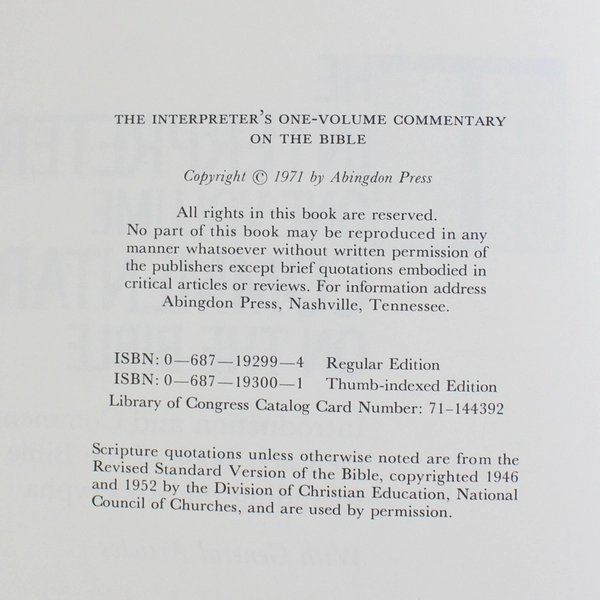 THE INTERPRETER'S ONE-VOLUME COMMENTARY
ON THE BIBLE
Copyright © 1971 by Abingdon Press
All rights in this book are reserved.
No part of this book may be reproduced in any
manner whatsoever without written permission of
the publishers except brief quotations embodied in
critical articles or reviews. For information address
Abingdon Press, Nashville, Tennessee.
ISBN: 0—687—19299—4 Regular Edition
ISBN: 0—687—19300—1 Thumb-indexed Edition
Library of Congress Catalog Card Number: 71-144392
Scripture quotations unless otherwise noted are from the
Revised Standard Version of the Bible, copyrighted 1946
and 1952 by the Division of Christian Education, National
Council of Churches, and are used by permission.